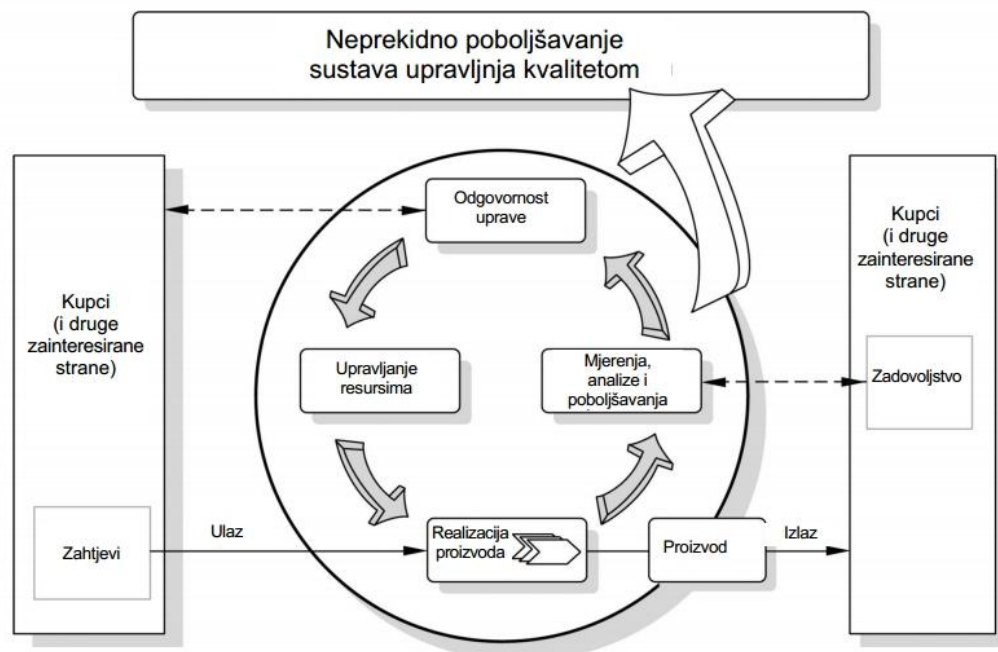 Neprekidno poboljšavanje
sustava upravljnja kvalitetom
Odgovornost
uprave
Kupci
(i druge
zainteresirane
strane)
Kupci
(i druge
zainteresirane
strane)
Upravljanje
resursima
Mjerenja,
analize i
poboljšavanja
Zadovoljstvo
Zahtjevi
Ulaz
Realizacija
proizvoda
Proizvod
Izlaz